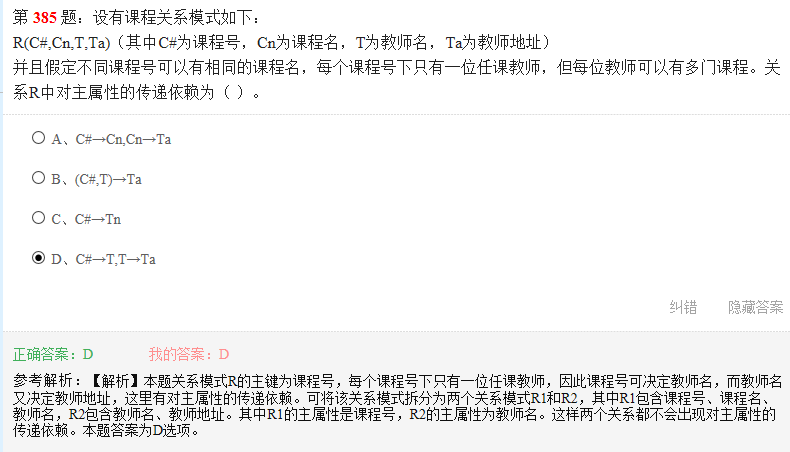 第 385 题：设有课程关系模式如下：
R(C#,Cn,T,Ta)（其中C#为课程号，Cn为课程名，T为教师名，Ta为教师地址）
并且假定不同课程号可以有相同的课程名，每个课程号下只有一位任课教师，但每位教师可以有多门课程。关
系R中对主属性的传递依赖为（ ）。
A、C#→Cn,Cn→Ta
B、(C#,T)→Ta
C、C#→Tn
D、C#→T,T→Ta
纠错 隐藏答案
正确答案：D 我的答案：D
参考解析：【解析】本题关系模式R的主键为课程号，每个课程号下只有一位任课教师，因此课程号可决定教师名，而教师名
又决定教师地址，这里有对主属性的传递依赖。可将该关系模式拆分为两个关系模式R1和R2，其中R1包含课程号、课程名、
教师名，R2包含教师名、教师地址。其中R1的主属性是课程号，R2的主属性为教师名。这样两个关系都不会出现对主属性的
传递依赖。本题答案为D选项。